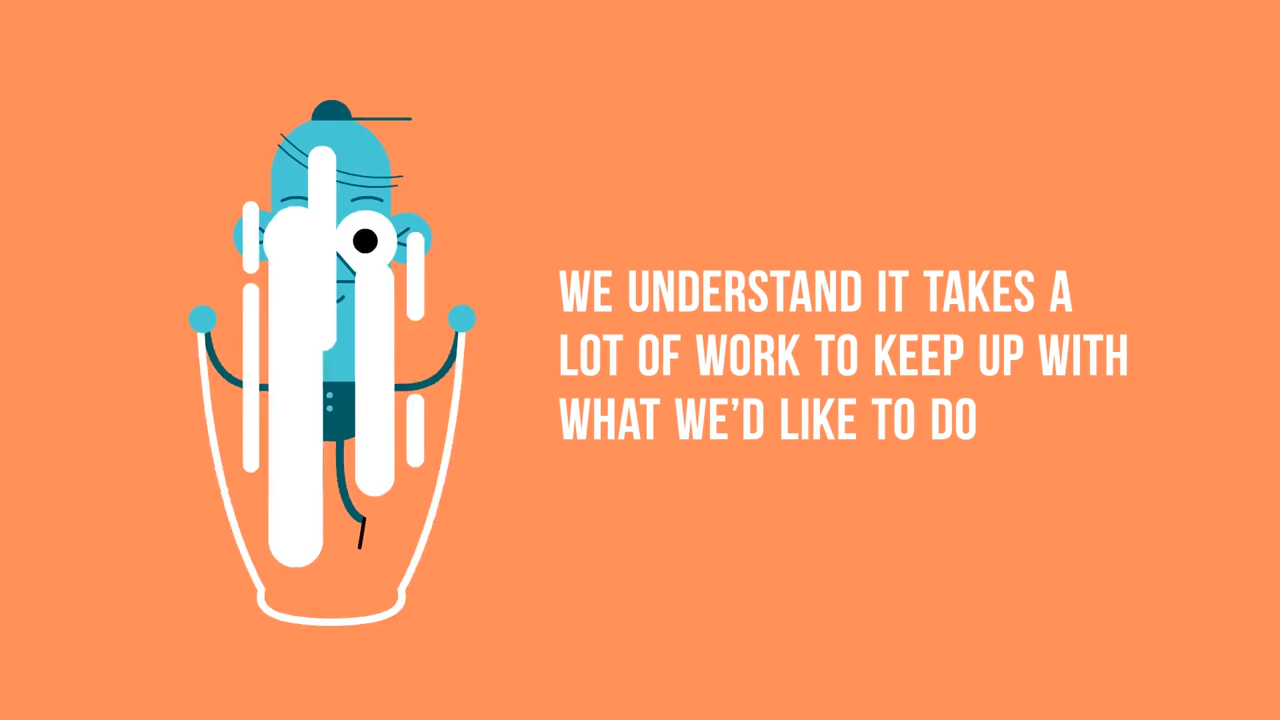 WE UNDERSTAND IT TAKES A
LOT OF WORK TO KEEP UP WITH
WHAT WE’D LIKE TO DO